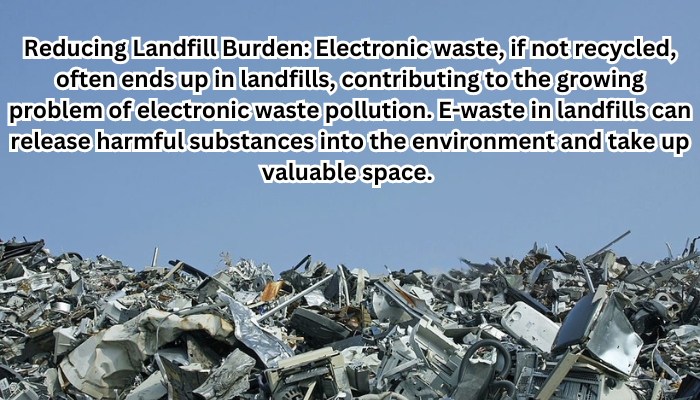 Reducing Landfill Burden: Electronic waste, if not recycled,
often ends up in landfills, contributing to the growing
problem of electronic waste pollution. E-waste in landfills can
release harmful substances into the environment and take up
valuable space.